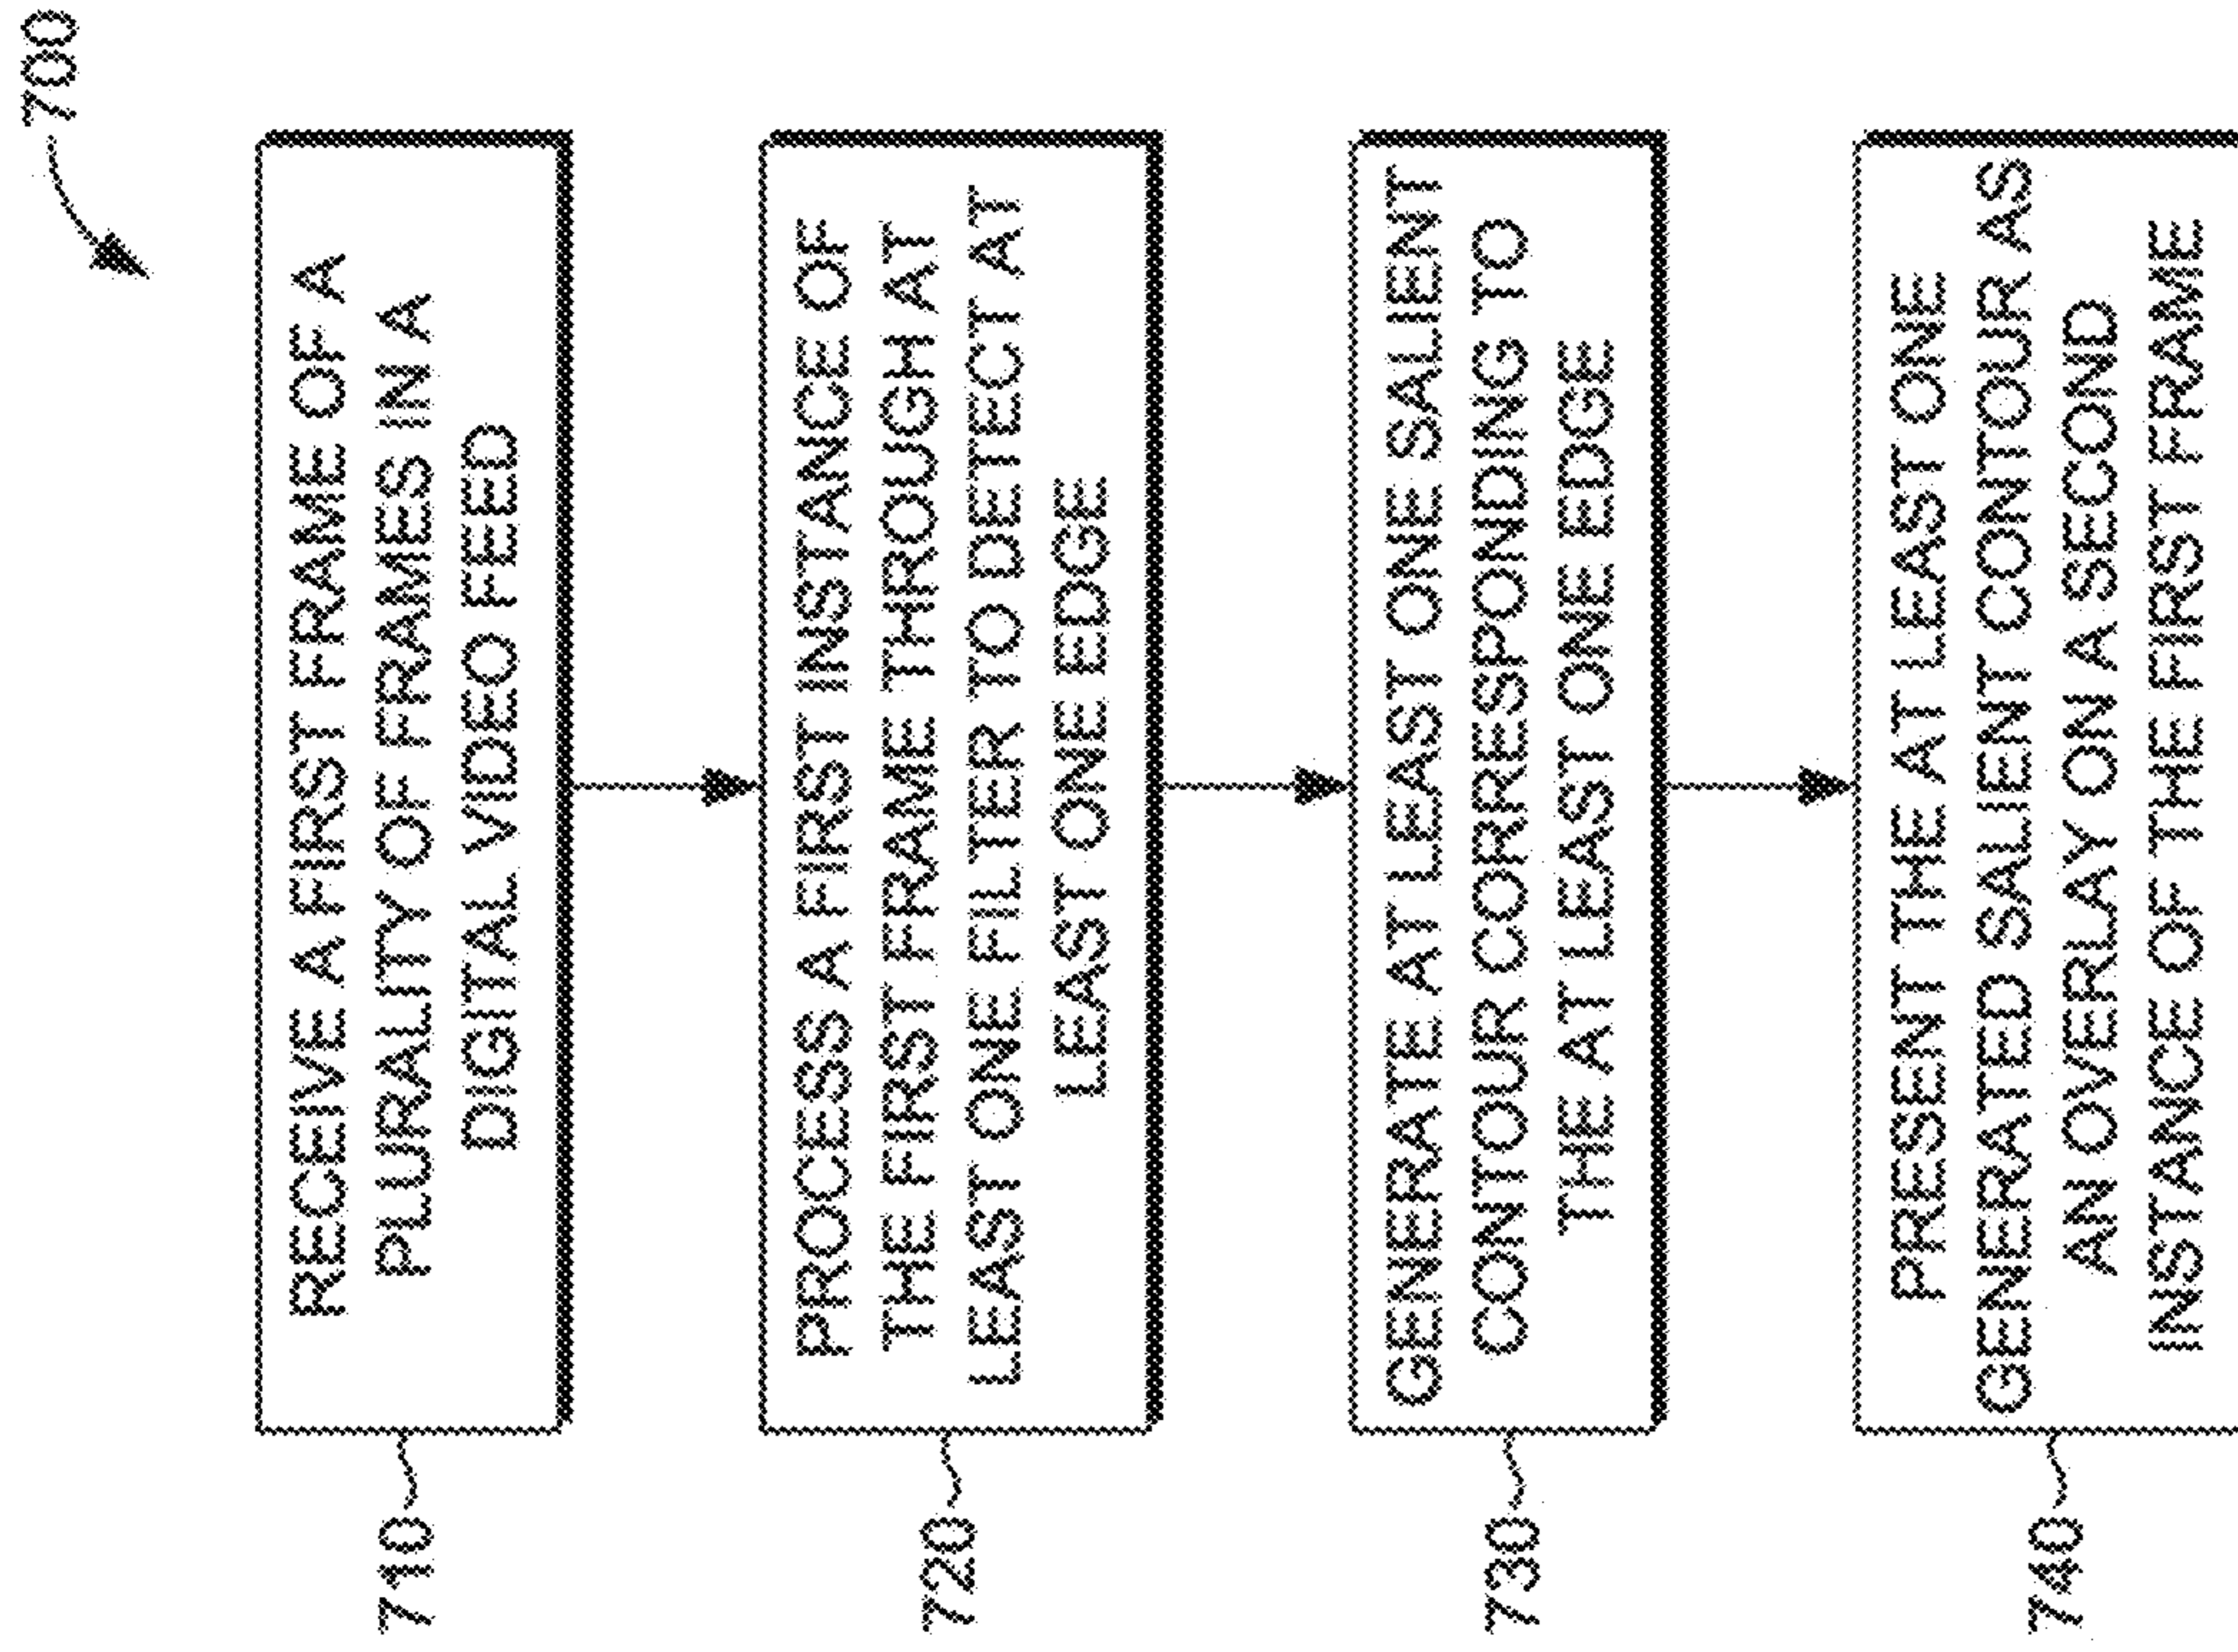 700
710
RECEIVE A FIRST FRAME OF A
PLURALITY OF FRAMES IN A
DIGITAL VIDEO FEED
720
PROCESS A FIRST INSTANCE OF
THE FIRST FRAME THROUGH AT
LEAST ONE FILTER TO DETECT AT
LEAST ONE EDGE
730
GENERATE AT LEAST ONE SALIENT
CONTOUR CORRESPONDING TO
THE AT LEAST ONE EDGE
740
PRESENT THE AT LEAST ONE
GENERATED SALIENT CONTOUR AS
AN OVERLAY ON A SECOND
INSTANCE OF THE FIRST FRAME